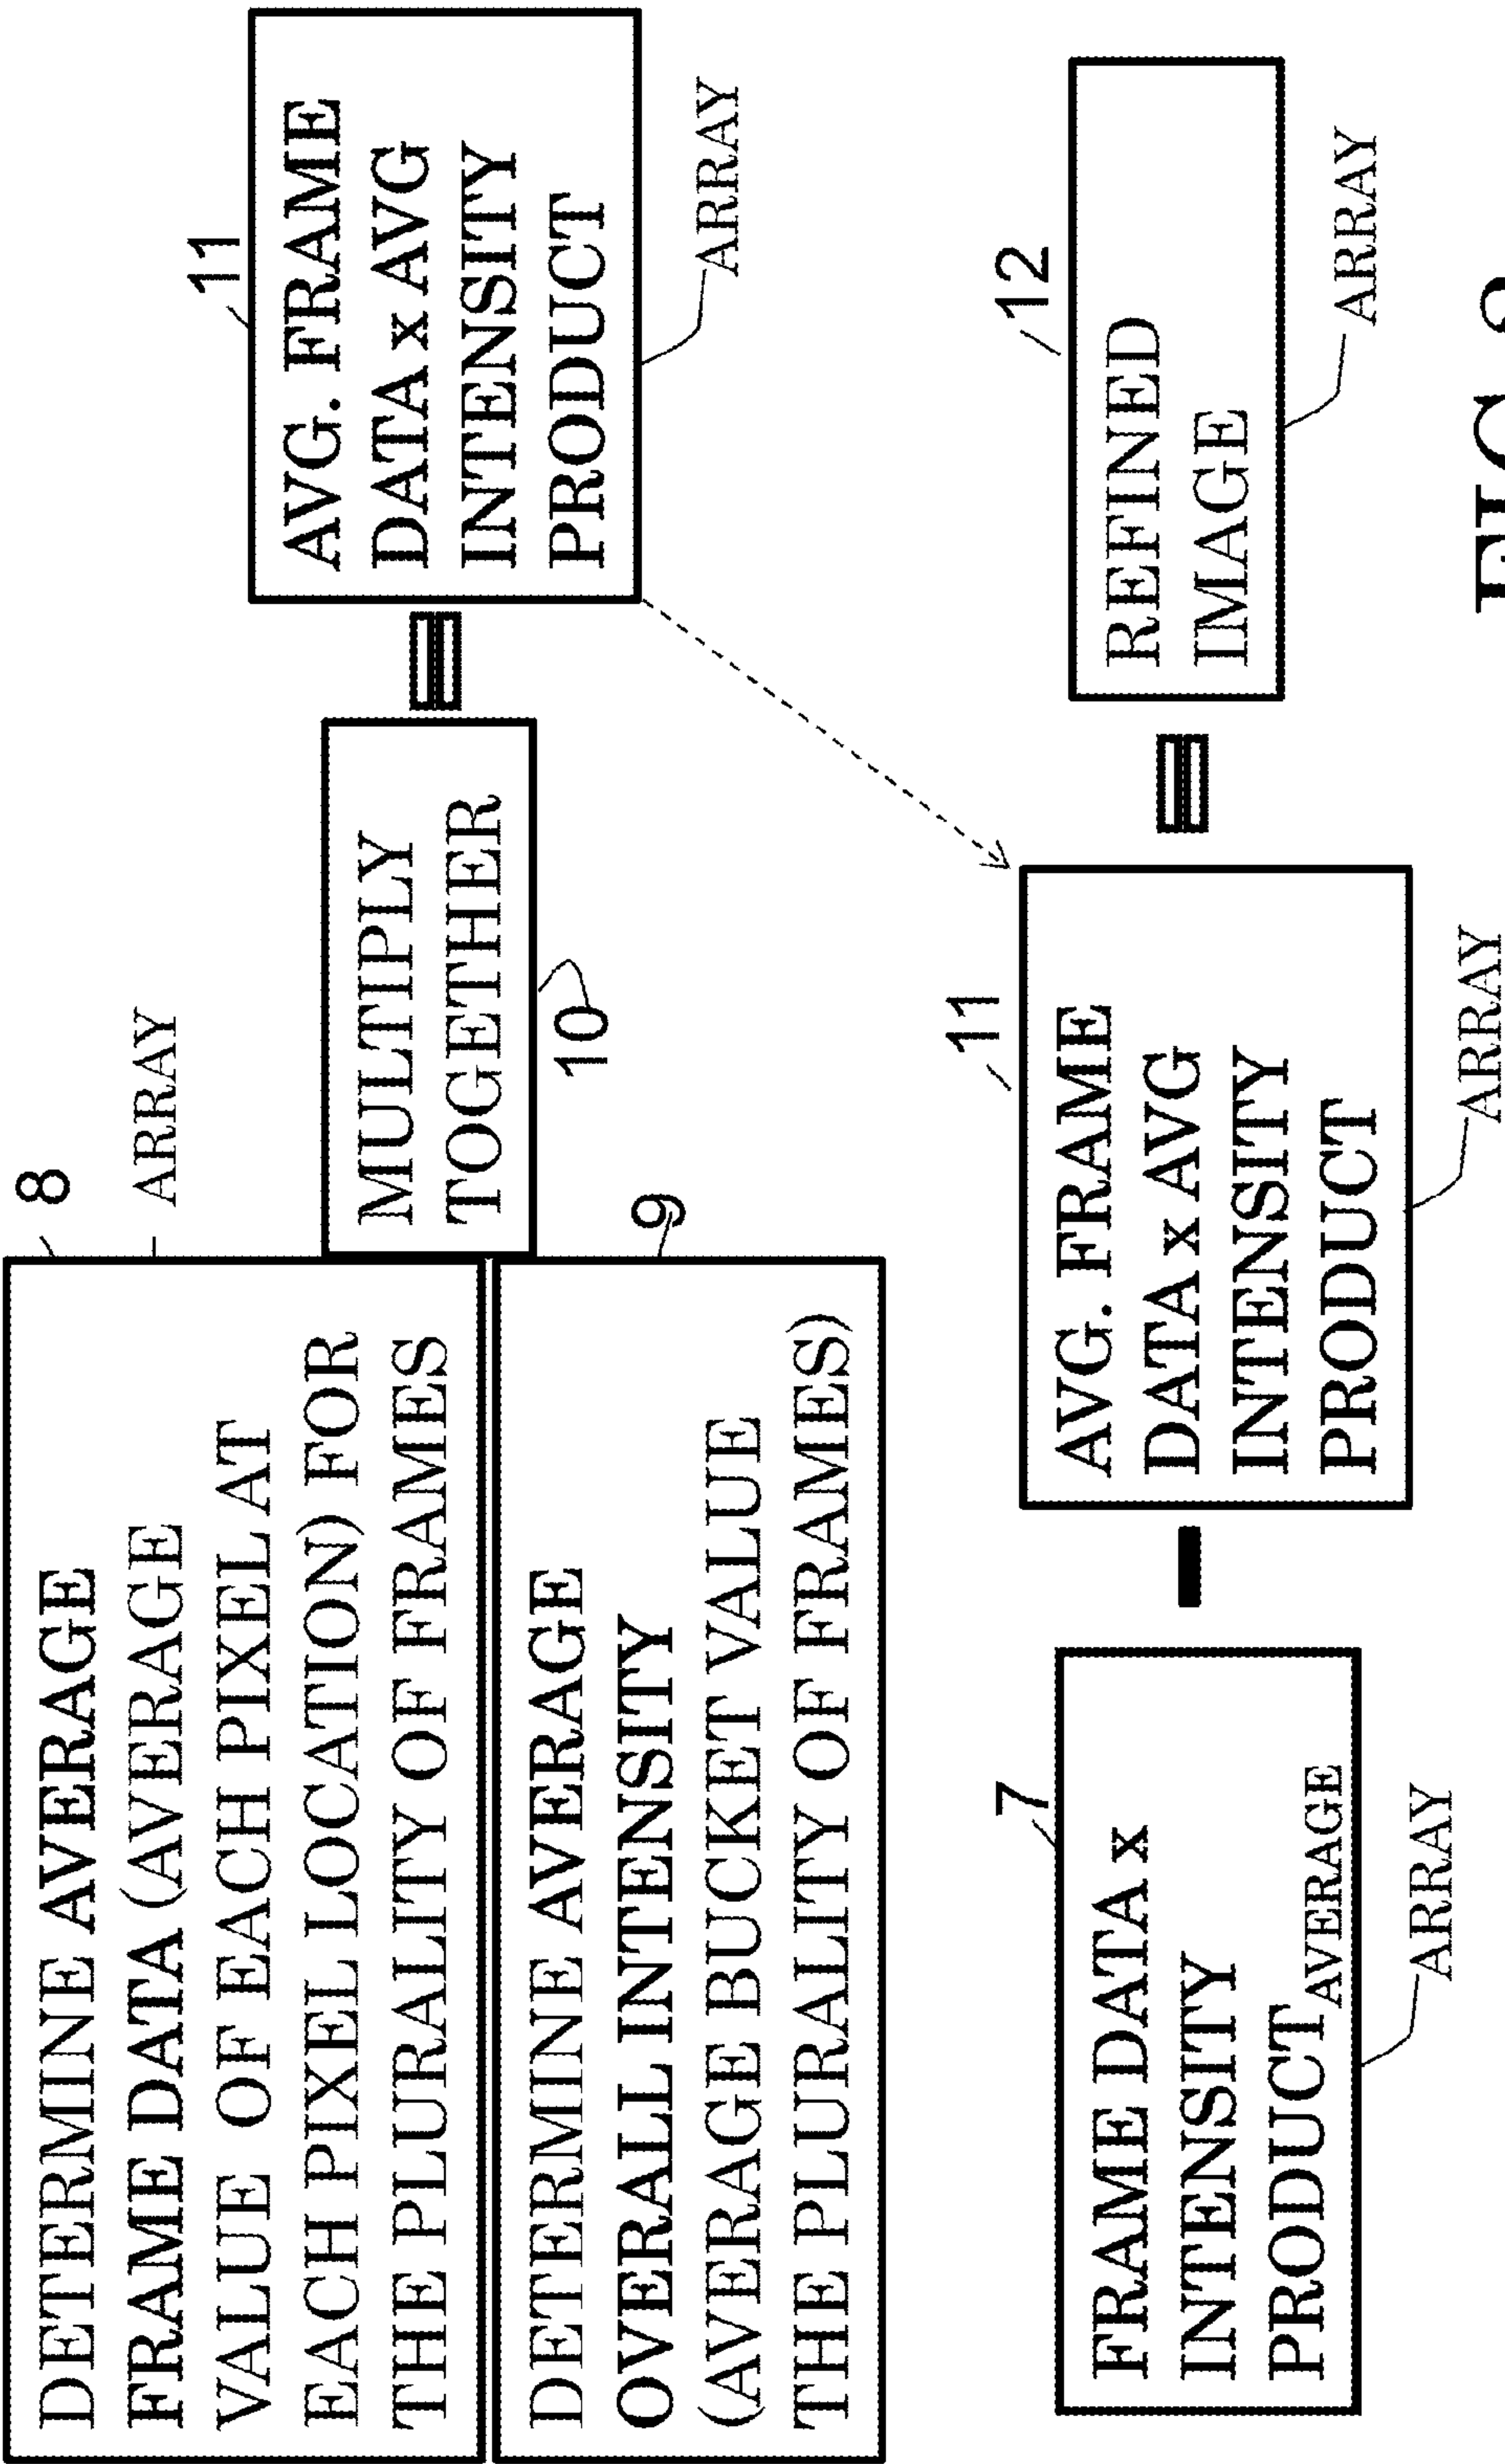 8
ARRAY
DETERMINE AVERAGE
FRAME DATA (AVERAGE
VALUE OF EACH PIXEL AT
EACH PIXEL LOCATION) FOR
THE PLURALITY OF FRAMES
DETERMINE AVERAGE
OVERALL INTENSITY
(AVERAGE BUCKET VALUE
THE PLURALITY OF FRAMES)
9
MULTIPLY
TOGETHER
10
=
11
AVG. FRAME
DATA x AVG
INTENSITY
PRODUCT
ARRAY
7
FRAME DATA x
INTENSITY
PRODUCT AVERAGE
ARRAY
-
11
AVG. FRAME
DATA x AVG
INTENSITY
PRODUCT
ARRAY
=
12
REFINED
IMAGE
ARRAY
FIG.